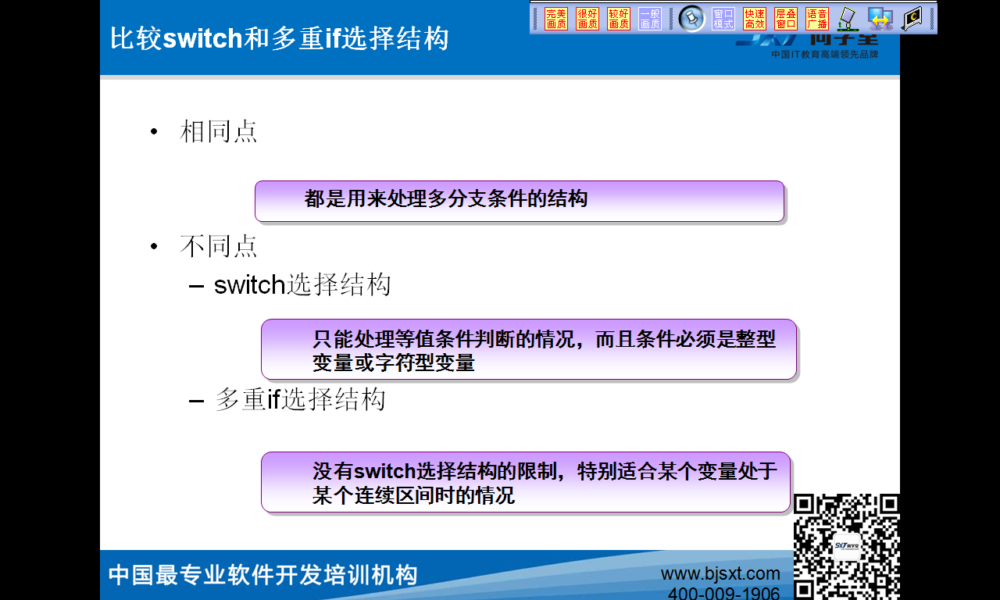 完美画质 很好画质 较好画质 一般画质 窗口模式 快速高效 层叠窗口 语音广播
比较switch和多重if选择结构
中国IT教育高端领先品牌
• 相同点
都是用来处理多分支条件的结构
• 不同点
– switch选择结构
只能处理等值条件判断的情况，而且条件必须是整型
变量或字符型变量
– 多重if选择结构
没有switch选择结构的限制，特别适合某个变量处于
某个连续区间时的情况
SXT尚学堂
中国最专业软件开发培训机构
www.bjsxt.com
400-009-1906